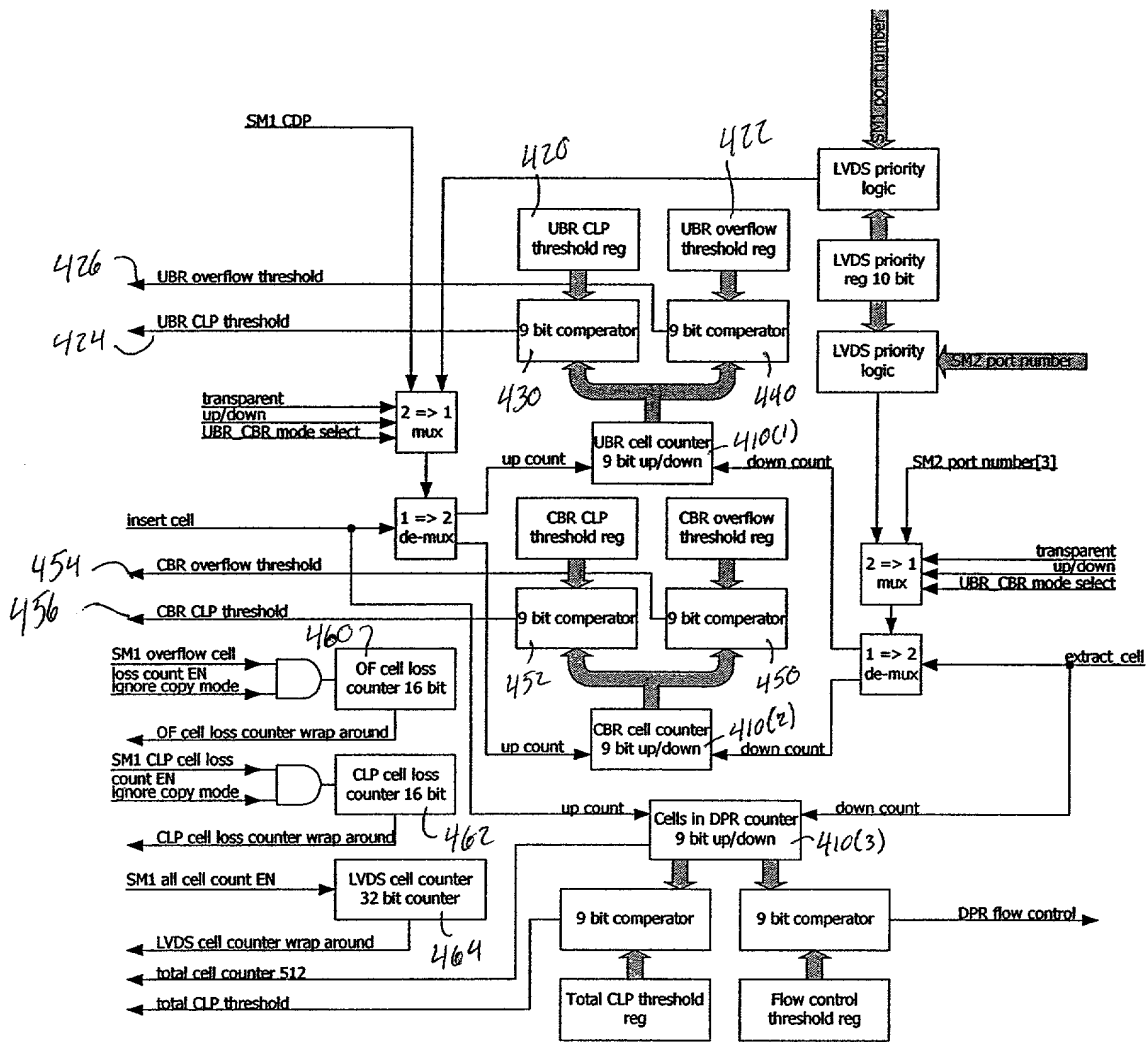 SM1 port number
SM1 CDP
420
422
LVDS priority
logic
UBR CLP
threshold reg
UBR overflow
threshold reg
LVDS priority
reg 10 bit
426
UBR overflow threshold
424
UBR CLP threshold
9 bit comperator
9 bit comperator
LVDS priority
logic
SM2 port number
430
440
transparent
up/down
UBR_CBR mode select
2 => 1
mux
UBR cell counter
9 bit up/down
410(1)
up count
down count
SM2 port number[3]
insert cell
1 => 2
de-mux
CBR CLP
threshold reg
CBR overflow
threshold reg
454
CBR overflow threshold
2 => 1
mux
transparent
up/down
UBR_CBR mode select
456
CBR CLP threshold
9 bit comperator
9 bit comperator
460
452
450
SM1 overflow cell
loss count EN
ignore copy mode
OF cell loss
counter 16 bit
1 => 2
de-mux
extract_cell
OF cell loss counter wrap around
up count
CBR cell counter
9 bit up/down
410(2)
down count
SM1 CLP cell loss
count EN
ignore copy mode
CLP cell loss
counter 16 bit
462
CLP cell loss counter wrap around
up count
Cells in DPR counter
9 bit up/down
410(3)
down count
SM1 all cell count EN
LVDS cell counter
32 bit counter
464
LVDS cell counter wrap around
9 bit comperator
9 bit comperator
DPR flow control
total cell counter 512
total CLP threshold
Total CLP threshold
reg
Flow control
threshold reg